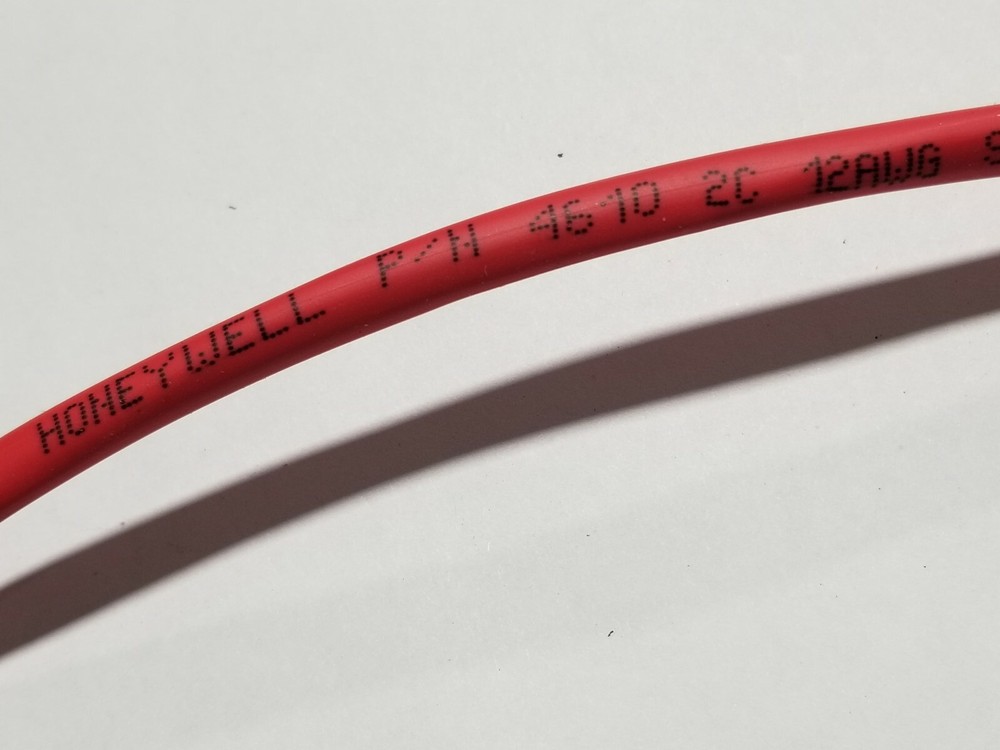 HONEYWELL P/N 4610 2C 12AWG S